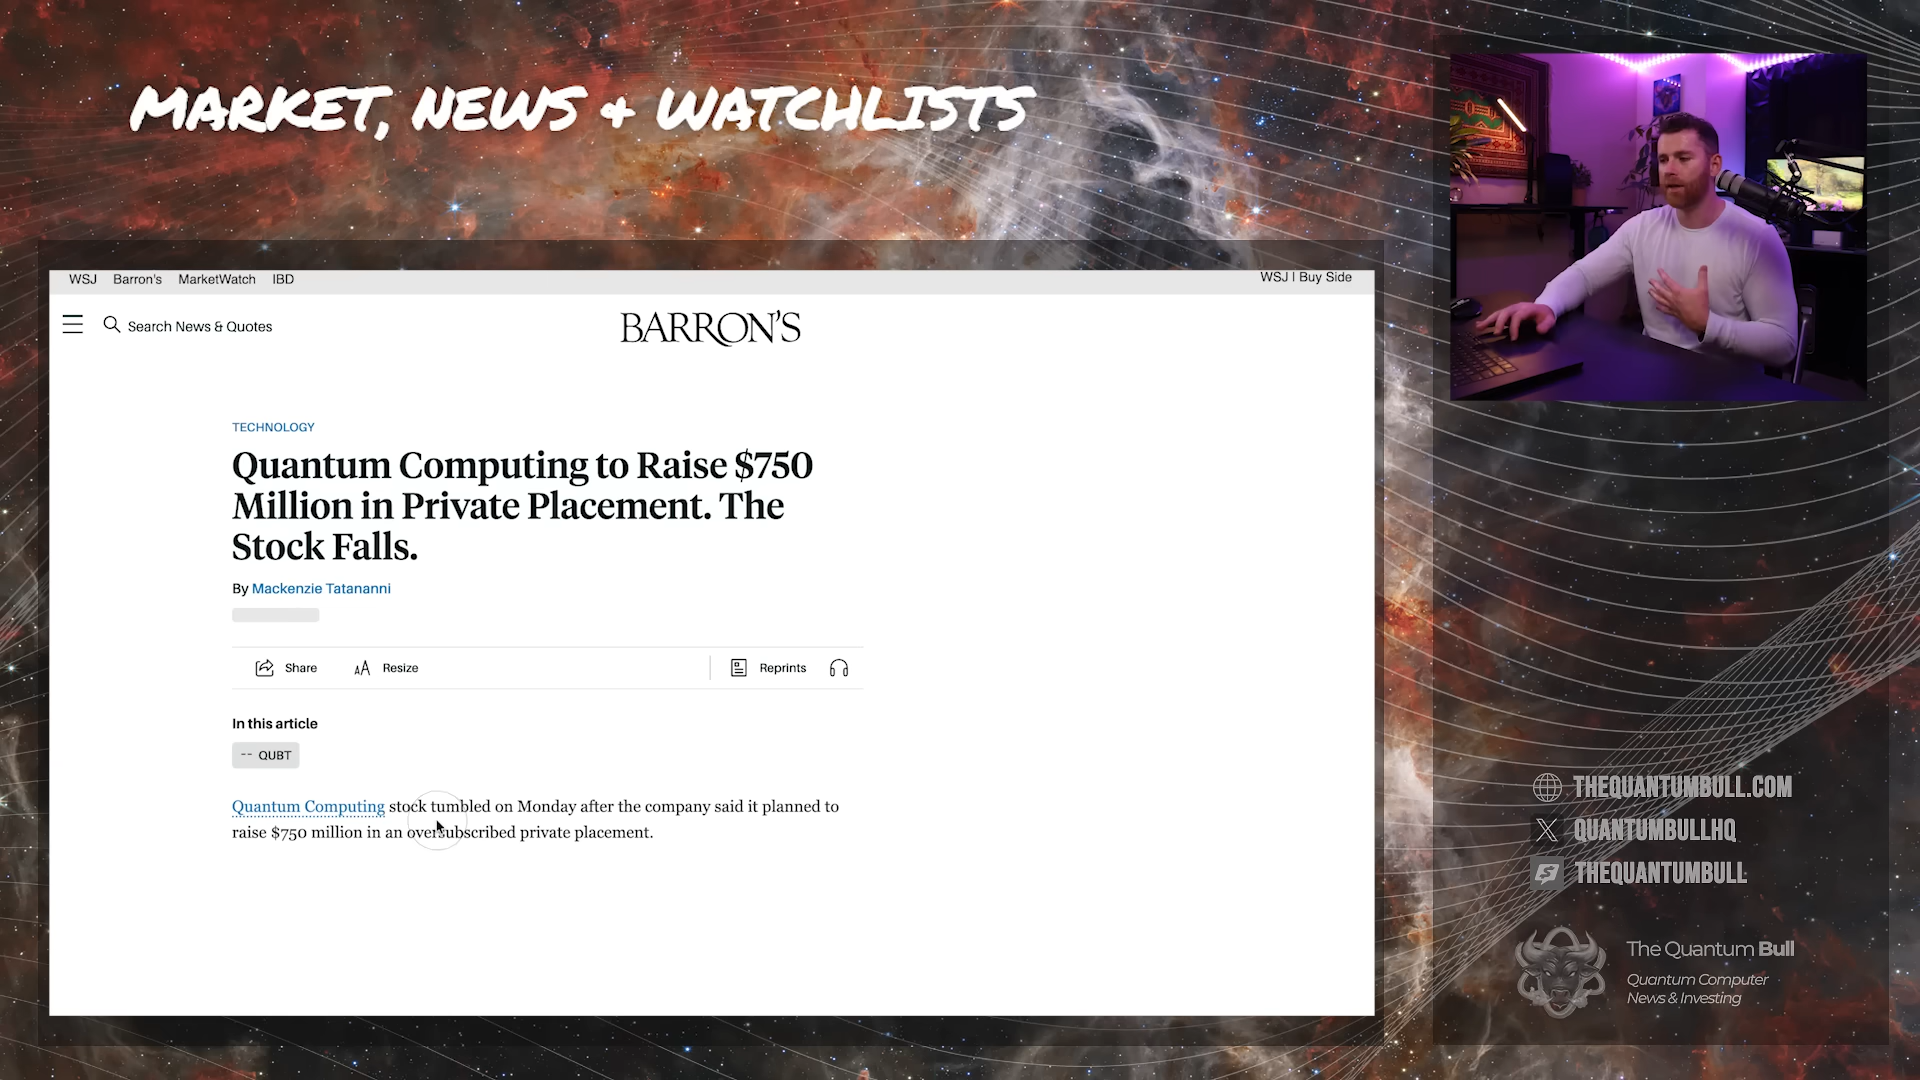 MARKET, NEWS & WATCHLISTS
WSJ Barron's MarketWatch IBD
WSJ | Buy Side
Search News & Quotes
BARRON'S
TECHNOLOGY
Quantum Computing to Raise $750
Million in Private Placement. The
Stock Falls.
By Mackenzie Tatananni
Share Resize Reprints
In this article
-- QUBT
Quantum Computing stock tumbled on Monday after the company said it planned to
raise $750 million in an oversubscribed private placement.
THEQUANTUMBULL.COM
QUANTUMBULLHQ
THEQUANTUMBULL
The Quantum Bull
Quantum Computer
News & Investing